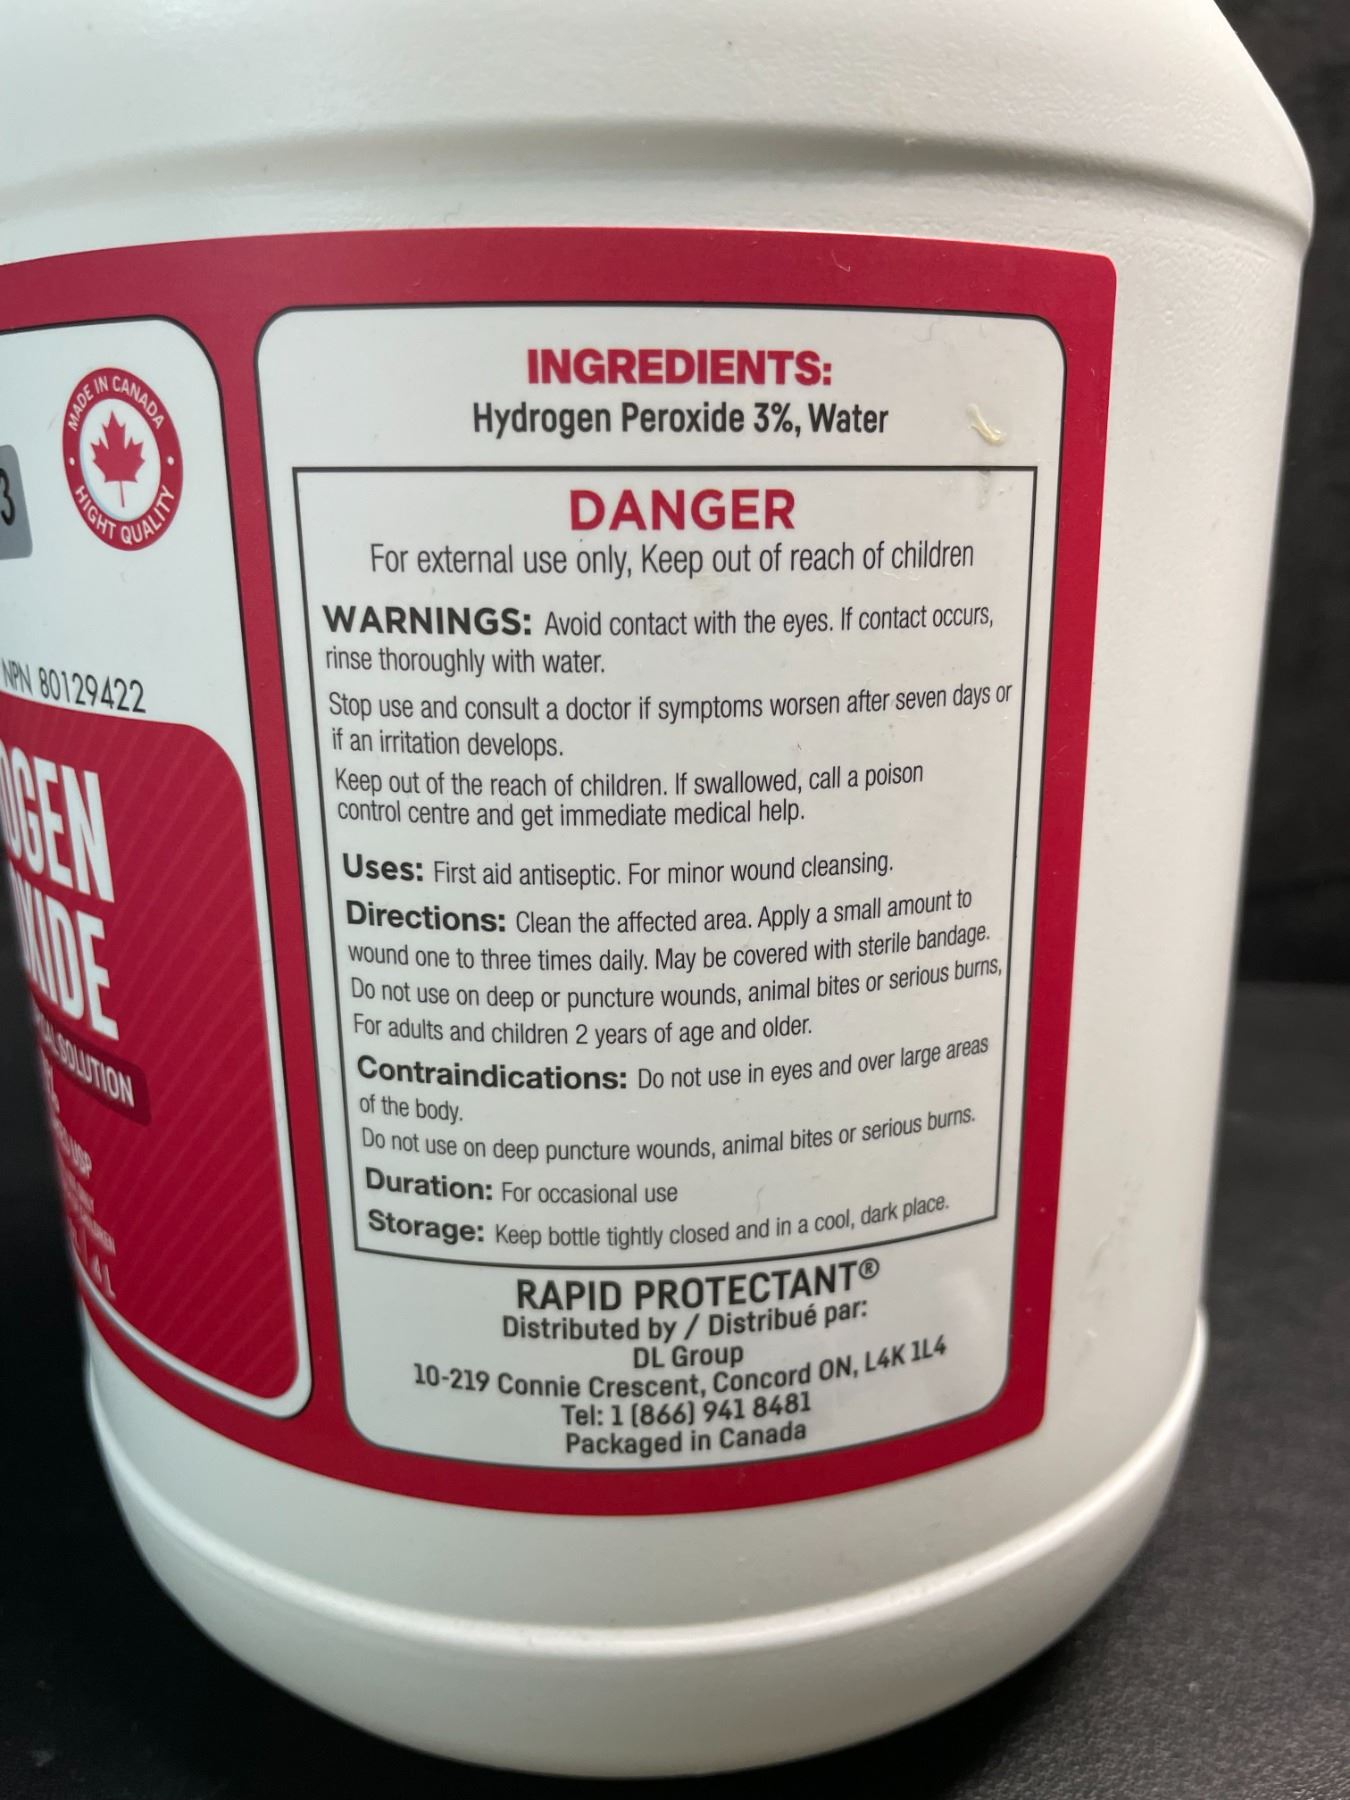 MADE IN CANADA
HIGHT QUALITY
3
NPN 80129422
OGEN
XIDE
SOLUTION
USP
4L
INGREDIENTS:
Hydrogen Peroxide 3%, Water
DANGER
For external use only, Keep out of reach of children
WARNINGS: Avoid contact with the eyes. If contact occurs,
rinse thoroughly with water.
Stop use and consult a doctor if symptoms worsen after seven days or
if an irritation develops.
Keep out of the reach of children. If swallowed, call a poison
control centre and get immediate medical help.
Uses: First aid antiseptic. For minor wound cleansing.
Directions: Clean the affected area. Apply a small amount to
wound one to three times daily. May be covered with sterile bandage.
Do not use on deep or puncture wounds, animal bites or serious burns,
For adults and children 2 years of age and older.
Contraindications: Do not use in eyes and over large areas
of the body.
Do not use on deep puncture wounds, animal bites or serious burns.
Duration: For occasional use
Storage: Keep bottle tightly closed and in a cool, dark place.
RAPID PROTECTANT®
Distributed by / Distribué par:
DL Group
10-219 Connie Crescent, Concord ON, L4K 1L4
Tel: 1 (866) 941 8481
Packaged in Canada